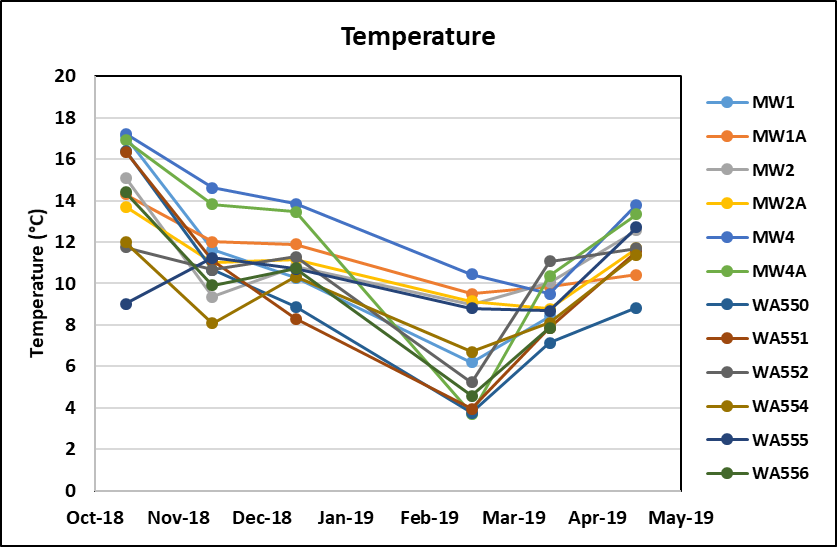 Temperature
Temperature (°C)
20
18
16
14
12
10
8
6
4
2
0
Oct-18 Nov-18 Dec-18 Jan-19 Feb-19 Mar-19 Apr-19 May-19
MW1
MW1A
MW2
MW2A
MW4
MW4A
WA550
WA551
WA552
WA554
WA555
WA556